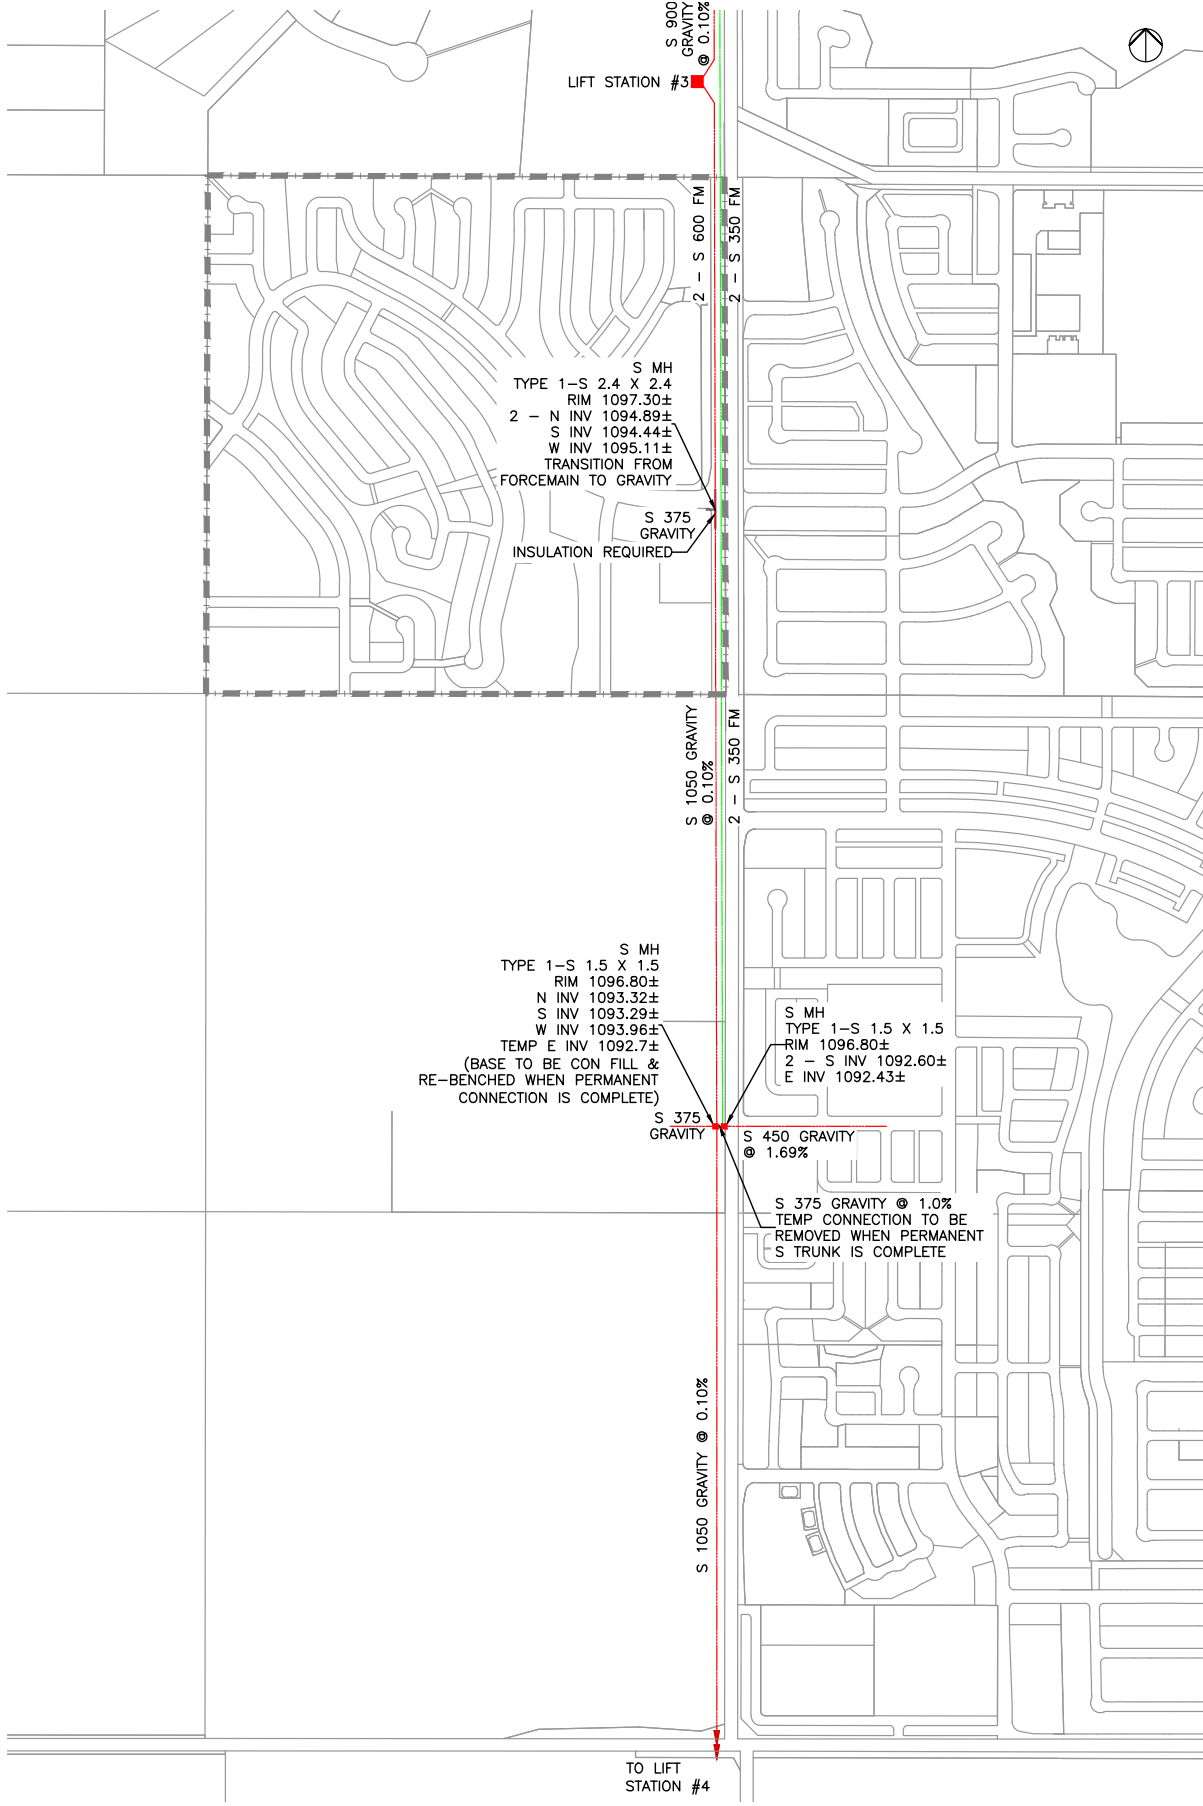 S 900
GRAVITY
@ 0.10%
LIFT STATION #3
2 – S 600 FM
2 – S 350 FM
S MH
TYPE 1–S 2.4 X 2.4
RIM 1097.30±
2 – N INV 1094.89±
S INV 1094.44±
W INV 1095.11±
TRANSITION FROM
FORCEMAIN TO GRAVITY
S 375
GRAVITY
INSULATION REQUIRED
S 1050 GRAVITY
@ 0.10%
2 – S 350 FM
S MH
TYPE 1–S 1.5 X 1.5
RIM 1096.80±
N INV 1093.32±
S INV 1093.29±
W INV 1093.96±
TEMP E INV 1092.7±
(BASE TO BE CON FILL &
RE–BENCHED WHEN PERMANENT
CONNECTION IS COMPLETE)
S MH
TYPE 1–S 1.5 X 1.5
RIM 1096.80±
2 – S INV 1092.60±
E INV 1092.43±
S 375
GRAVITY
S 450 GRAVITY
@ 1.69%
S 375 GRAVITY @ 1.0%
TEMP CONNECTION TO BE
REMOVED WHEN PERMANENT
S TRUNK IS COMPLETE
S 1050 GRAVITY @ 0.10%
TO LIFT
STATION #4